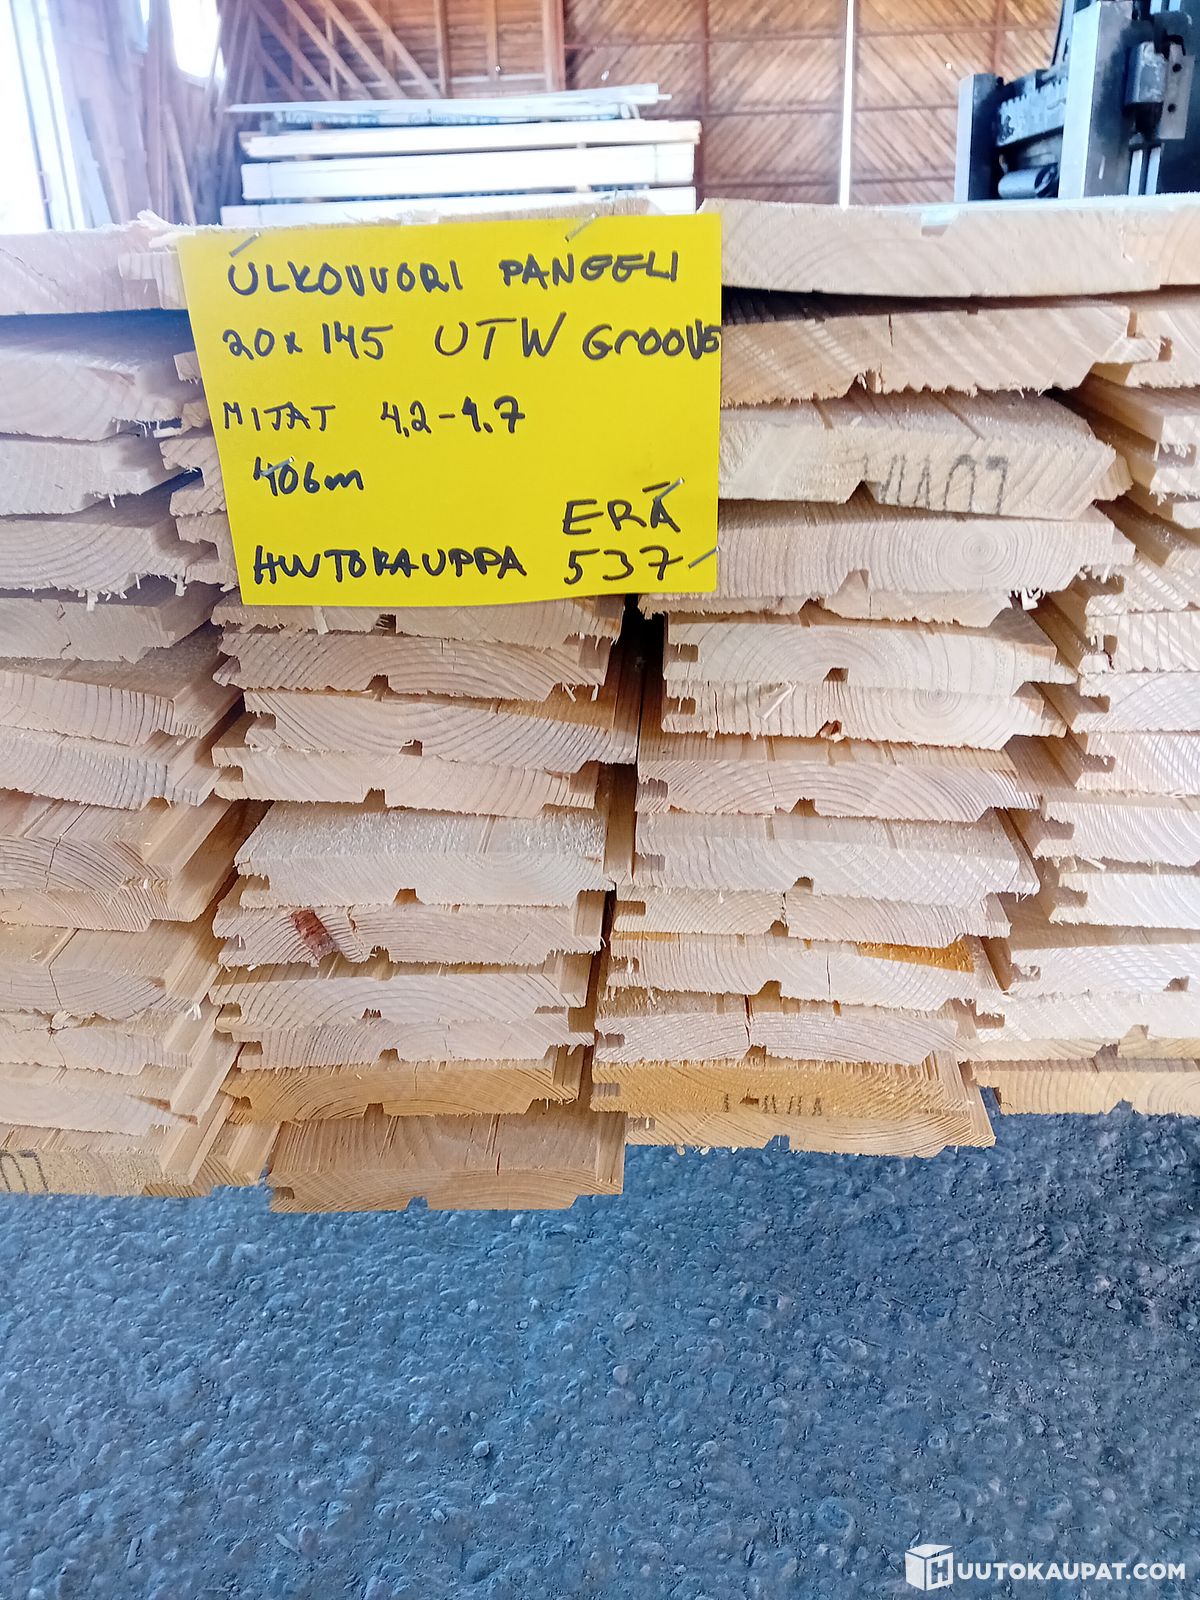 ULKOVUORI PANEELI
20x145 UTW GROOVE
MITAT 4,2-4.7
406m
ERÄ
HUUTOKAUPPA 537
HUUTOKAUPAT.COM